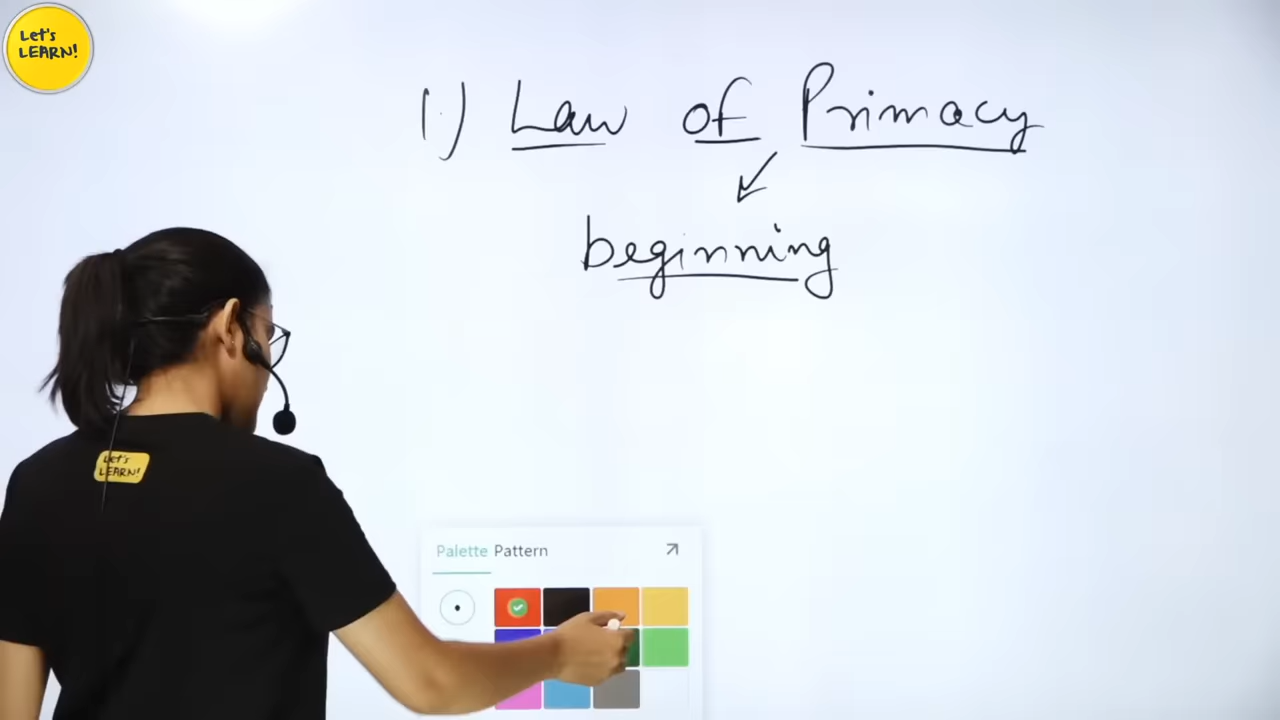 Let's
LEARN!
1.) Law of Primacy
beginning
Let's
LEARN!
Palette Pattern